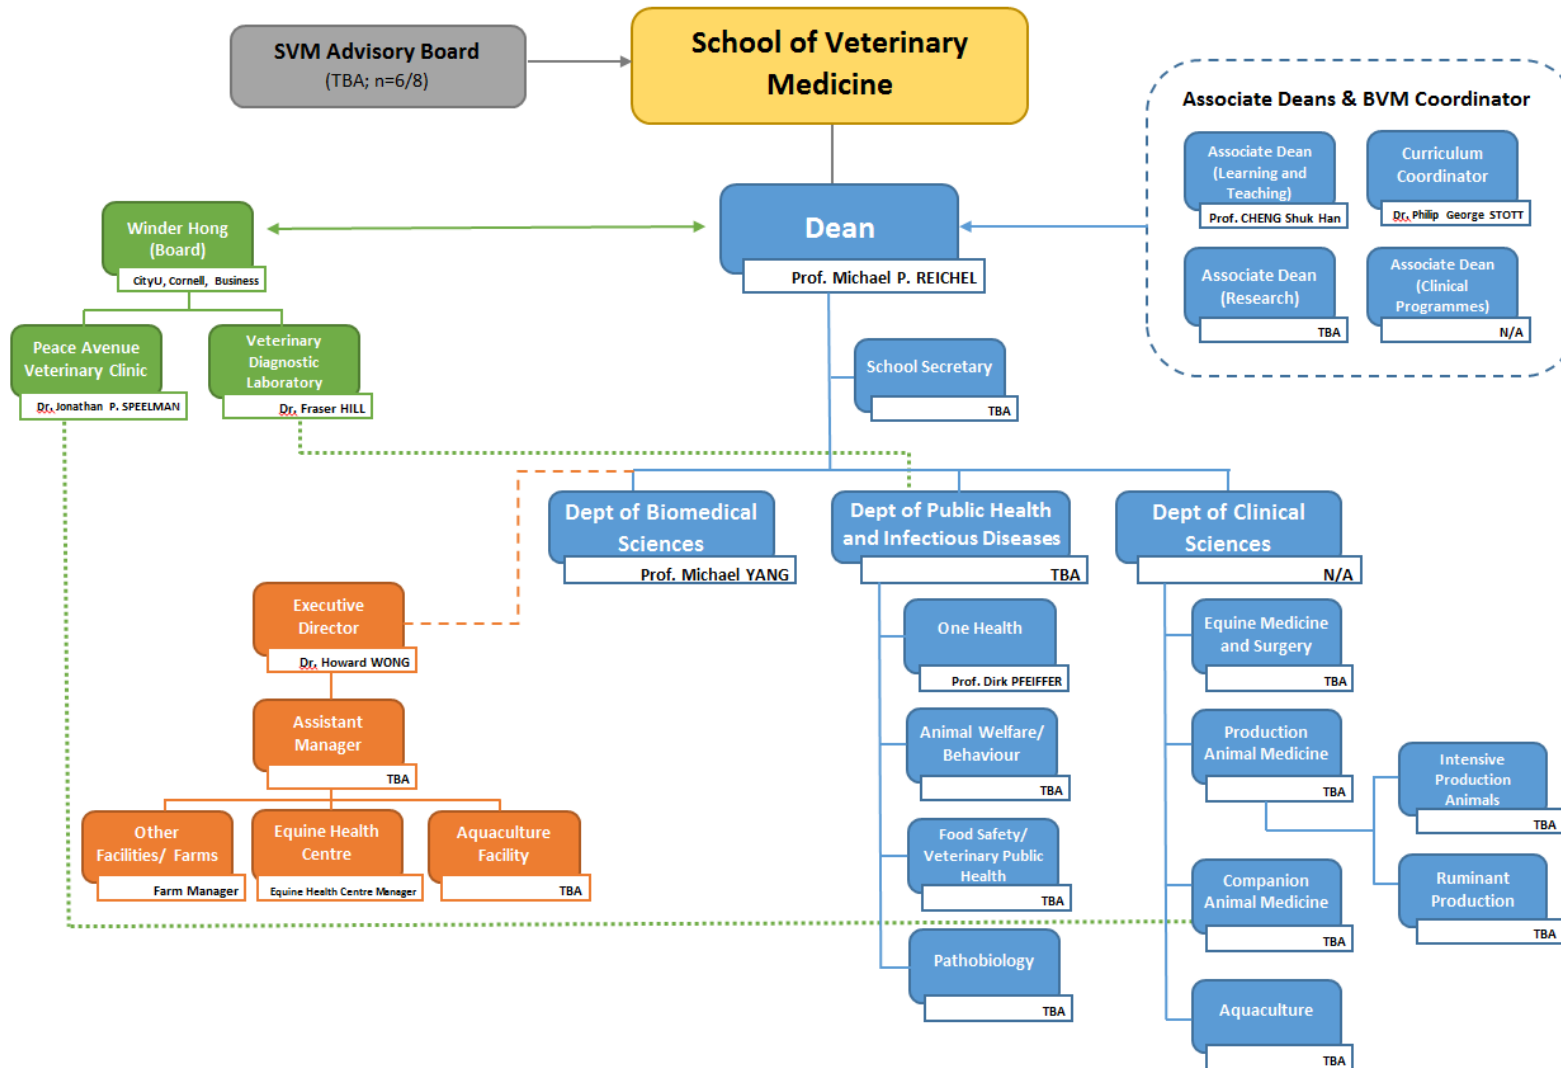 SVM Advisory Board
(TBA; n=6/8)
School of Veterinary
Medicine
Associate Deans & BVM Coordinator
Associate Dean
(Learning and
Teaching)
Prof. CHENG Shuk Han
Curriculum
Coordinator
Dr. Philip George STOTT
Associate Dean
(Research)
TBA
Associate Dean
(Clinical
Programmes)
N/A
Winder Hong
(Board)
CityU, Cornell, Business
Dean
Prof. Michael P. REICHEL
Peace Avenue
Veterinary Clinic
Dr. Jonathan P. SPEELMAN
Veterinary
Diagnostic
Laboratory
Dr. Fraser HILL
School Secretary
TBA
Dept of Biomedical
Sciences
Prof. Michael YANG
Dept of Public Health
and Infectious Diseases
TBA
Dept of Clinical
Sciences
N/A
Executive
Director
Dr. Howard WONG
Assistant
Manager
TBA
Other
Facilities/ Farms
Farm Manager
Equine Health
Centre
Equine Health Centre Manager
Aquaculture
Facility
TBA
One Health
Prof. Dirk PFEIFFER
Animal Welfare/
Behaviour
TBA
Food Safety/
Veterinary Public
Health
TBA
Pathobiology
TBA
Equine Medicine
and Surgery
TBA
Production
Animal Medicine
TBA
Intensive
Production
Animals
TBA
Ruminant
Production
TBA
Companion
Animal Medicine
TBA
Aquaculture
TBA